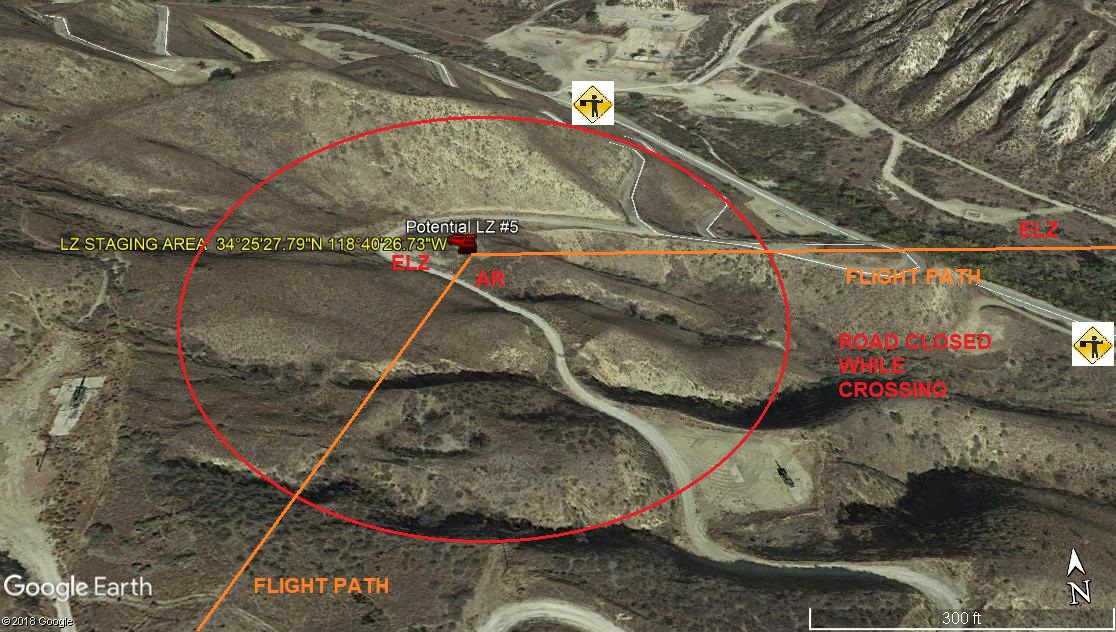 Potential LZ #5
LZ STAGING AREA 34°25'27.79"N 118°40'26.73"W
ELZ
AR
ELZ
FLIGHT PATH
ROAD CLOSED
WHILE
CROSSING
FLIGHT PATH
Google Earth
©2018 Google
N
300 ft